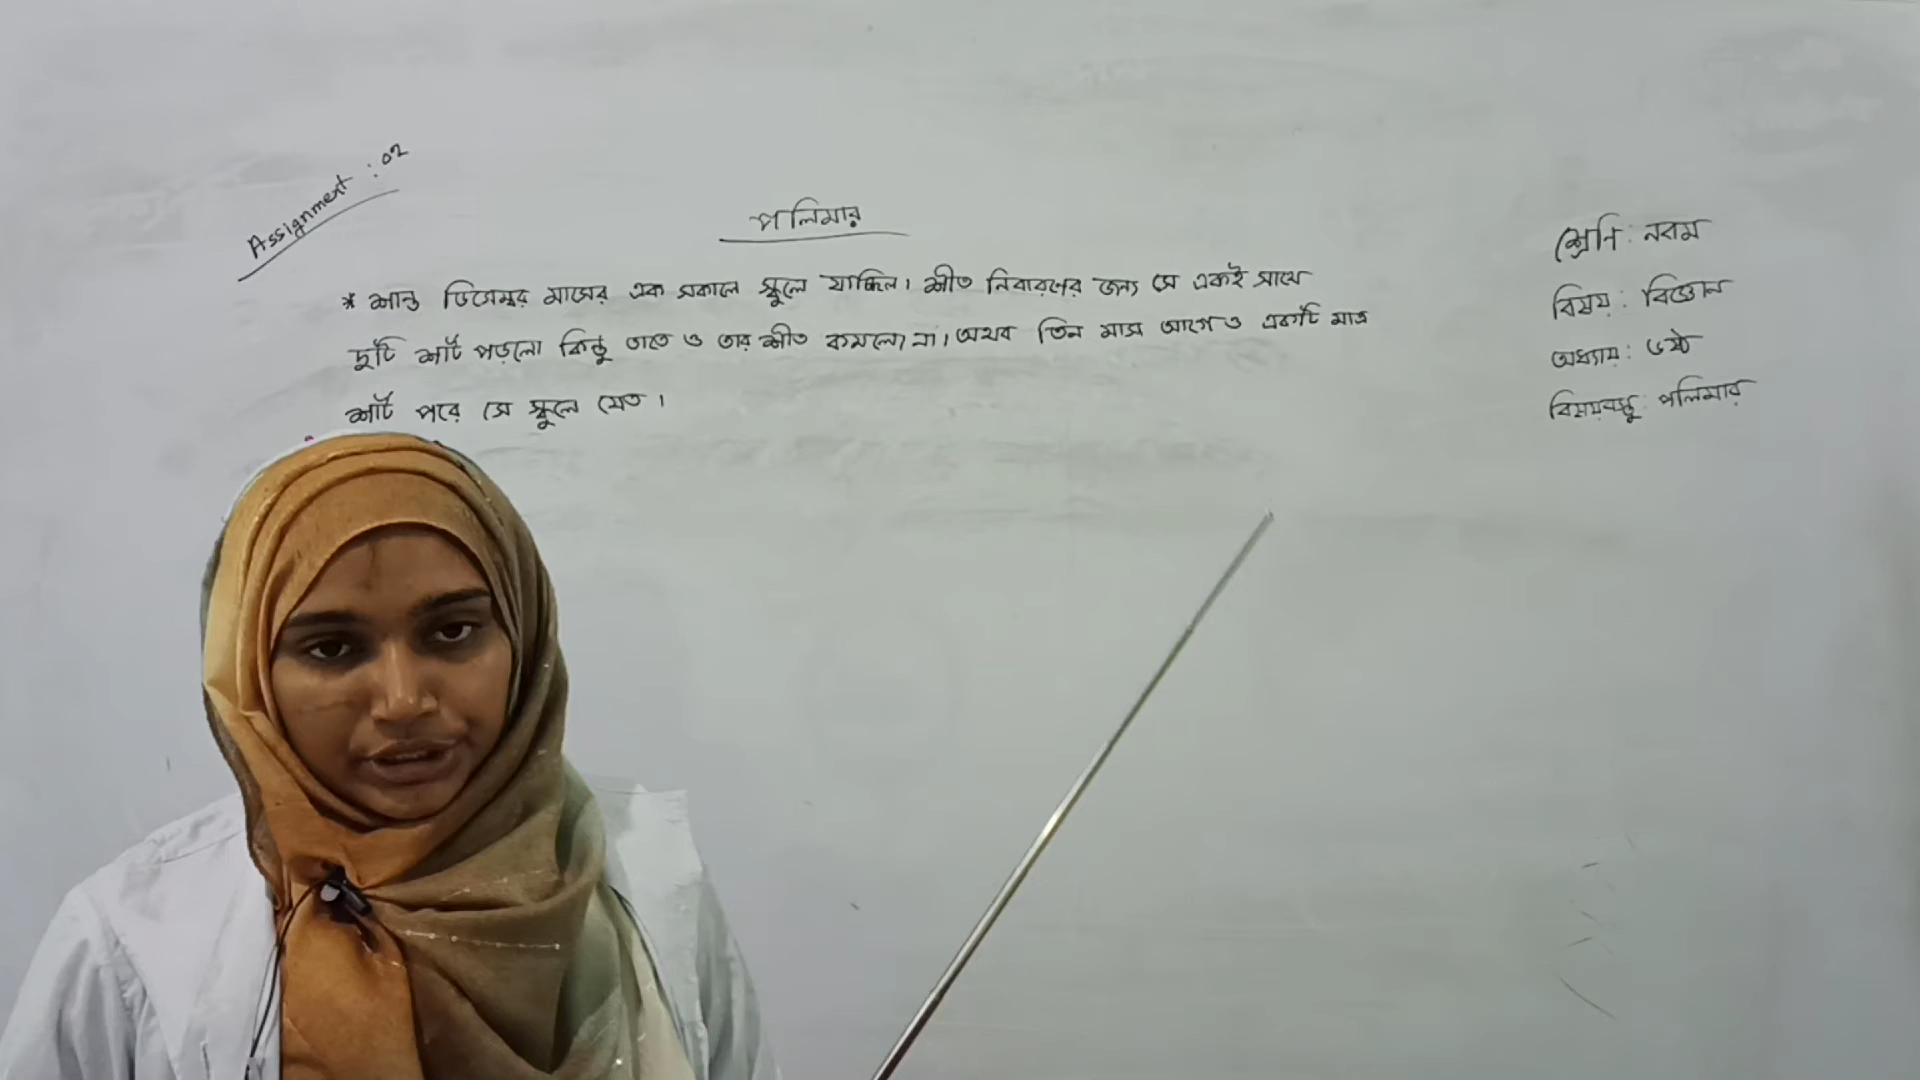 Assignment : 02
পলিমার
* শান্ত ডিসেম্বর মাসের এক সকালে স্কুলে যাচ্ছিল। শীত নিবারণের জন্য সে একই সাথে
দুটি শার্ট পড়লো কিন্তু তাতে ও তার শীত কমলো না। অথব তিন মাস আগেও একটি মাত্র
শার্ট পরে সে স্কুলে যেত।
শ্রেণি : নবম
বিষয় : বিজ্ঞান
অধ্যায় : ৬ষ্ঠ
বিষয়বস্তু : পলিমার